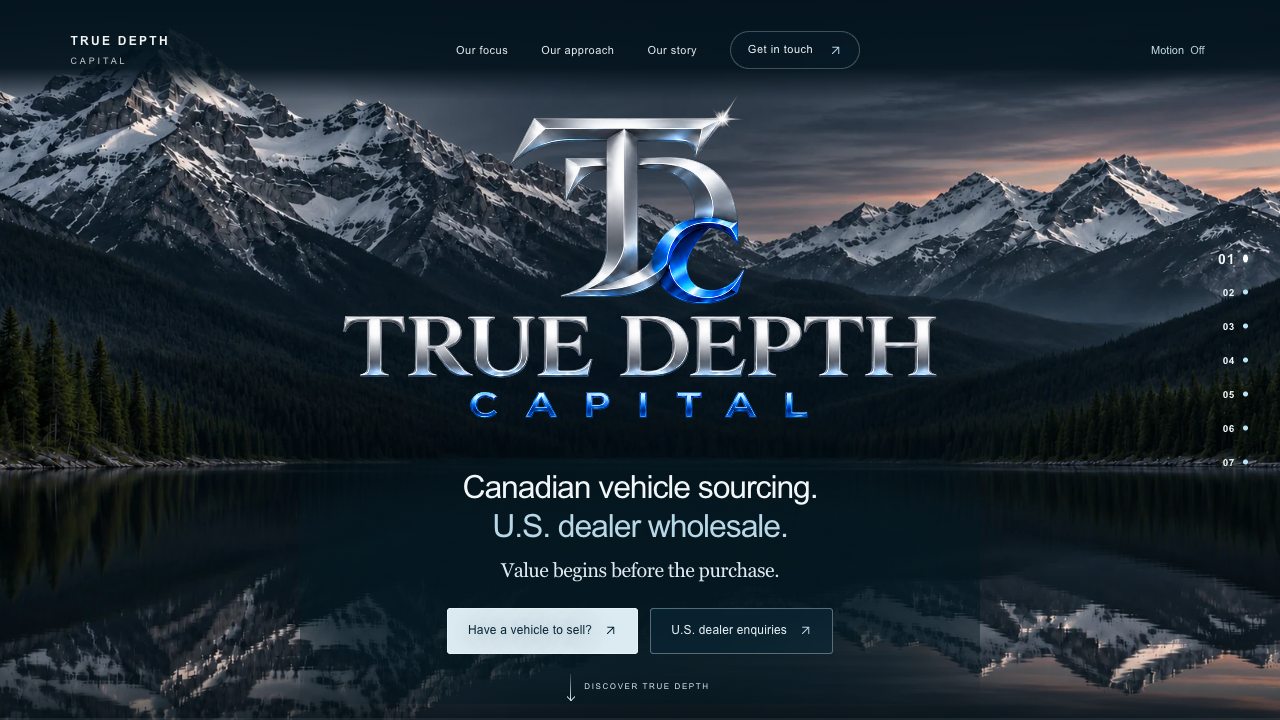 TRUE DEPTH
CAPITAL
Our focus
Our approach
Our story
Get in touch
Motion Off
TDC
TRUE DEPTH
CAPITAL
01
02
03
04
05
06
07
Canadian vehicle sourcing.
U.S. dealer wholesale.
Value begins before the purchase.
Have a vehicle to sell?
U.S. dealer enquiries
DISCOVER TRUE DEPTH